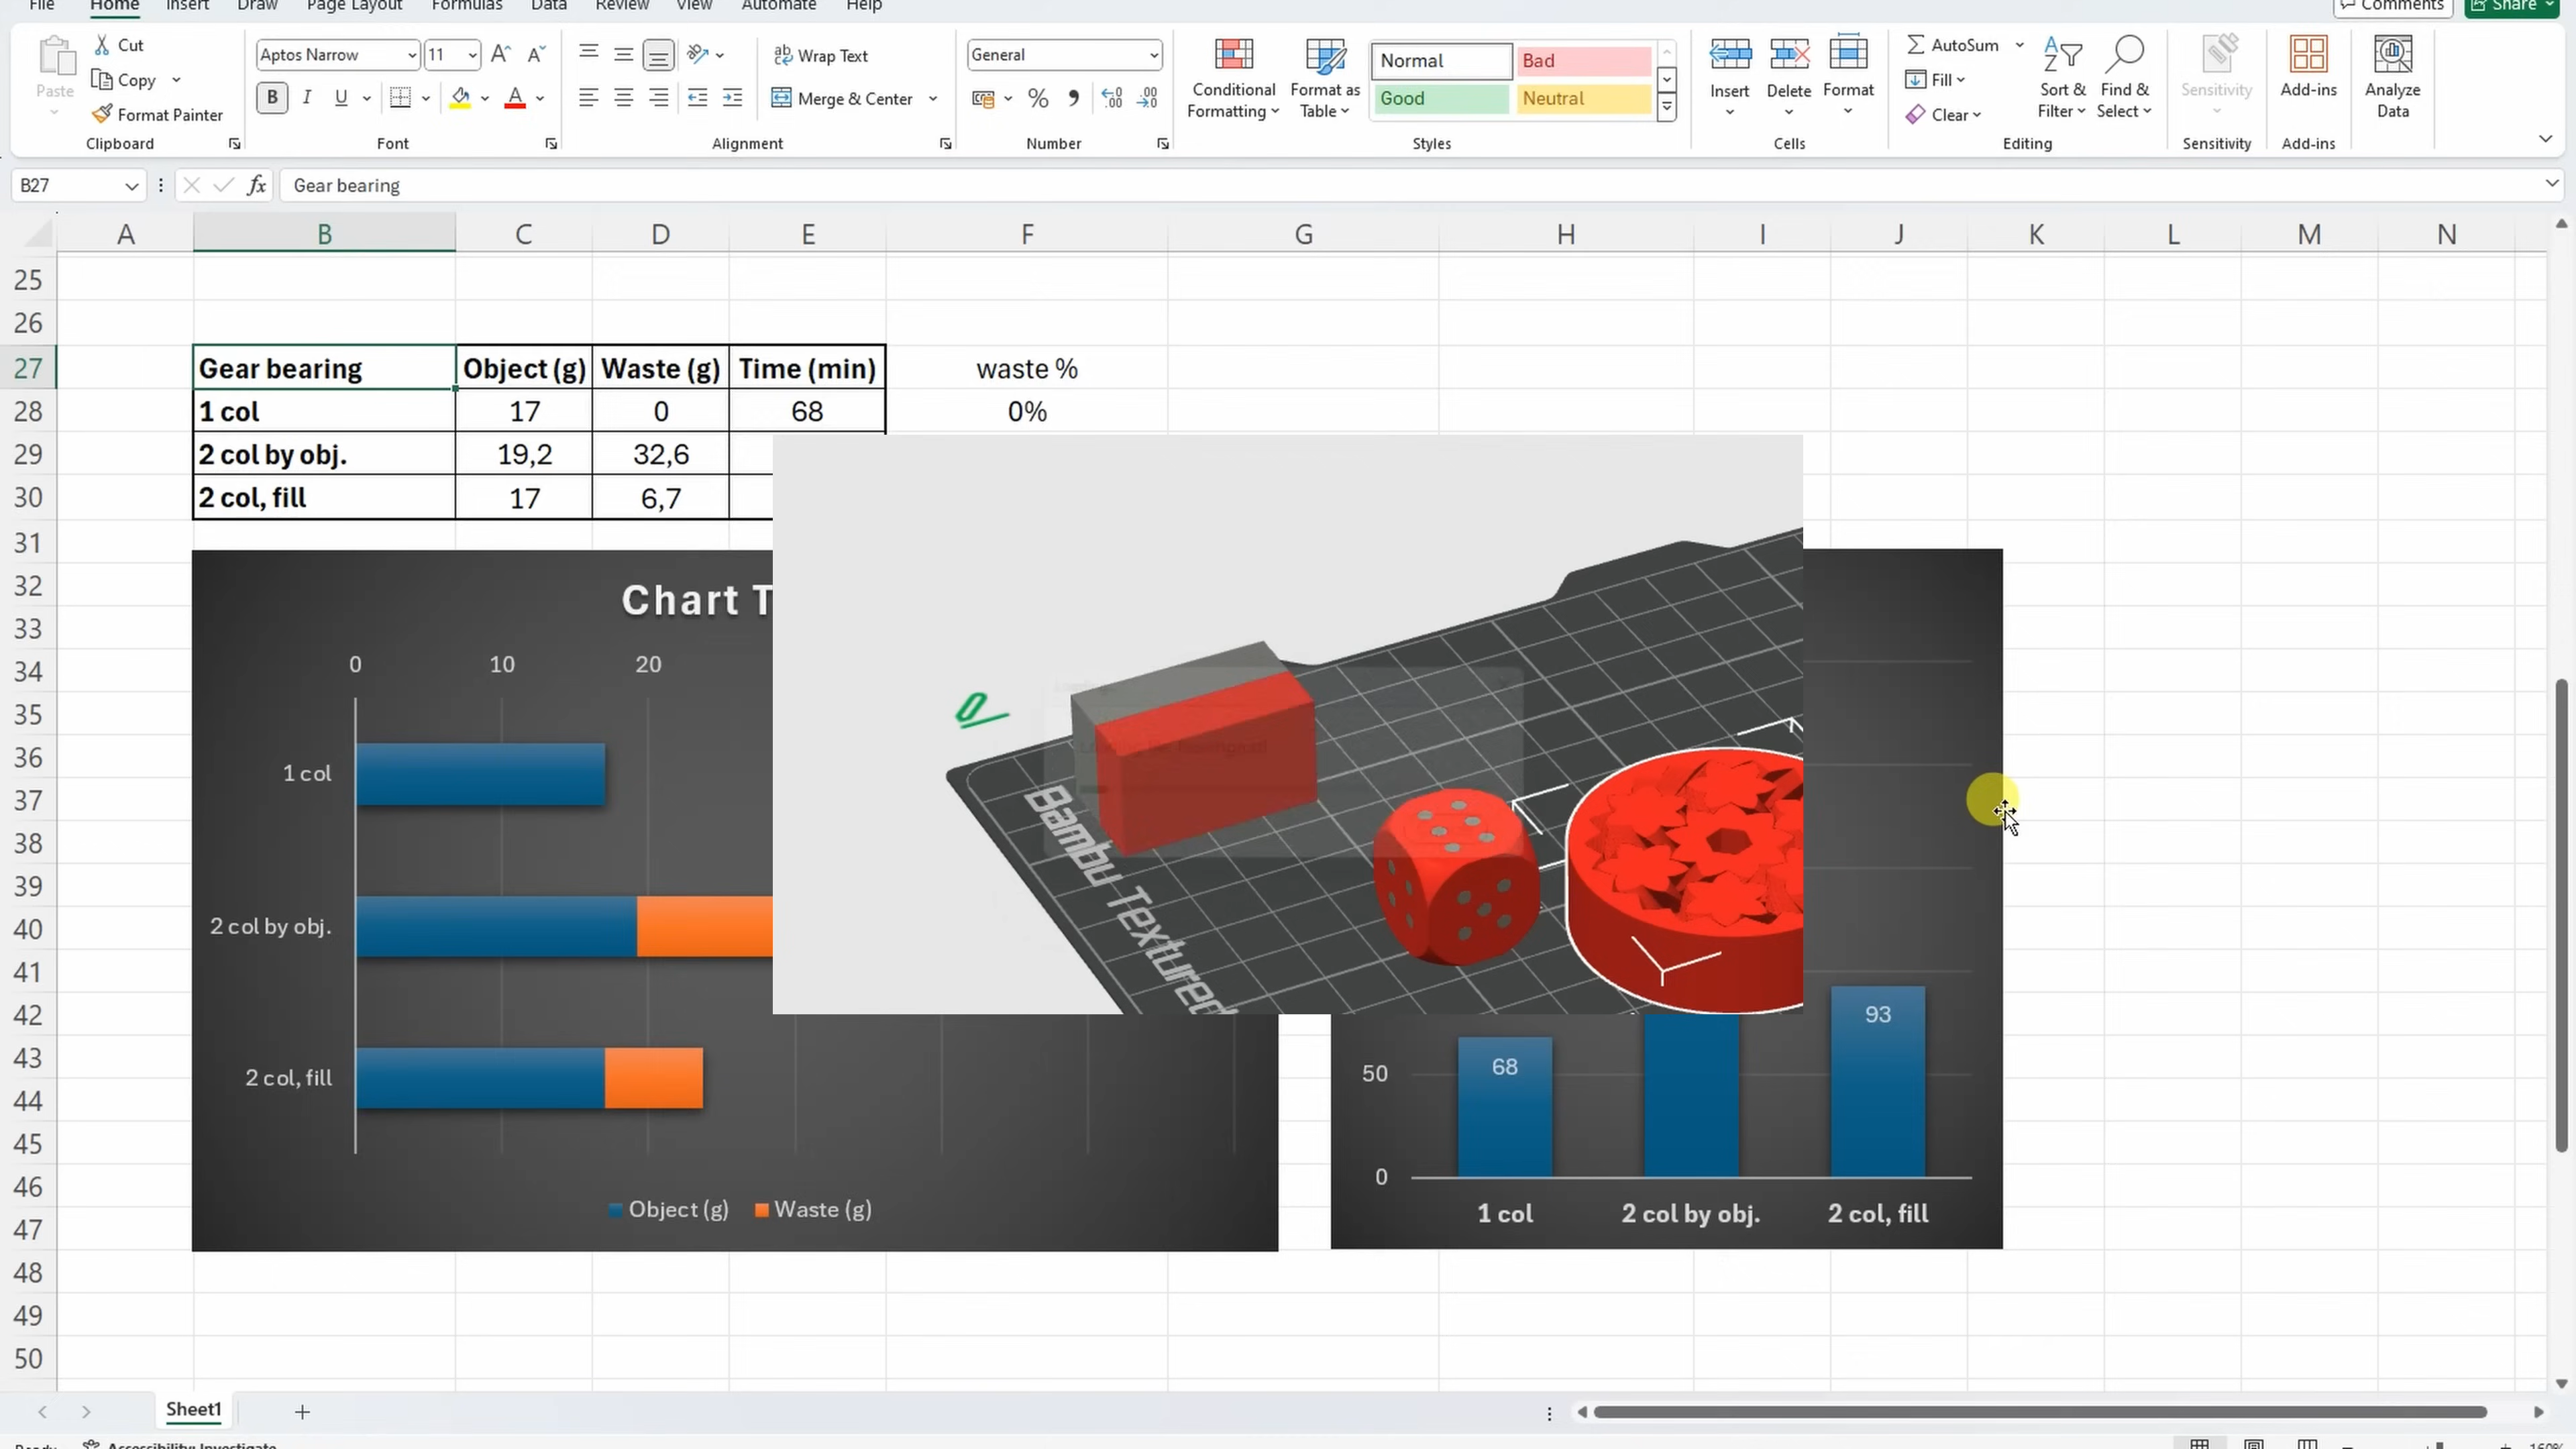 File Home Insert Draw Page Layout Formulas Data Review View Automate Help Comments Share
Paste
Cut
Copy
Format Painter
Clipboard
Aptos Narrow 11
B I U
Font
Wrap Text
Merge & Center
Alignment
General
Number
Conditional Formatting
Format as Table
Normal Bad
Good Neutral
Styles
Insert Delete Format
Cells
AutoSum
Fill
Clear
Sort & Filter
Find & Select
Editing
Sensitivity
Sensitivity
Add-ins
Add-ins
Analyze Data
B27 fx Gear bearing
A B C D E F G H I J K L M N
25
26
27 Gear bearing Object (g) Waste (g) Time (min) waste %
28 1 col 17 0 68 0%
29 2 col by obj. 19,2 32,6
30 2 col, fill 17 6,7
31
32
33
34
35
36
37
38
39
40
41
42
43
44
45
46
47
48
49
50
Chart T
0 10 20
1 col
2 col by obj.
2 col, fill
Object (g) Waste (g)
Bambu Textured
93
68
50
0
1 col 2 col by obj. 2 col, fill
Sheet1
Accessibility: Investigate